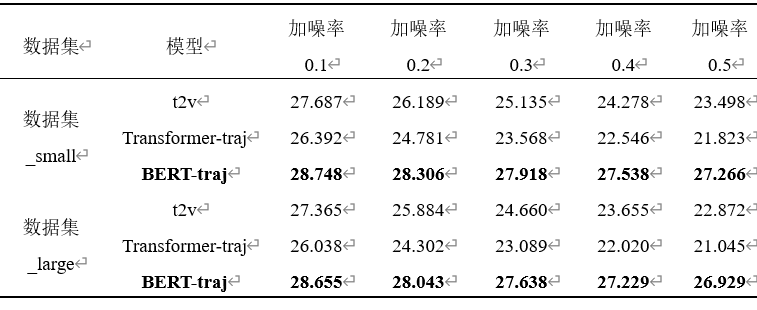 数据集 模型 加噪率 加噪率 加噪率 加噪率 加噪率
0.1 0.2 0.3 0.4 0.5
数据集
_small
t2v 27.687 26.189 25.135 24.278 23.498
Transformer-traj 26.392 24.781 23.568 22.546 21.823
BERT-traj 28.748 28.306 27.918 27.538 27.266
数据集
_large
t2v 27.365 25.884 24.660 23.655 22.872
Transformer-traj 26.038 24.302 23.089 22.020 21.045
BERT-traj 28.655 28.043 27.638 27.229 26.929